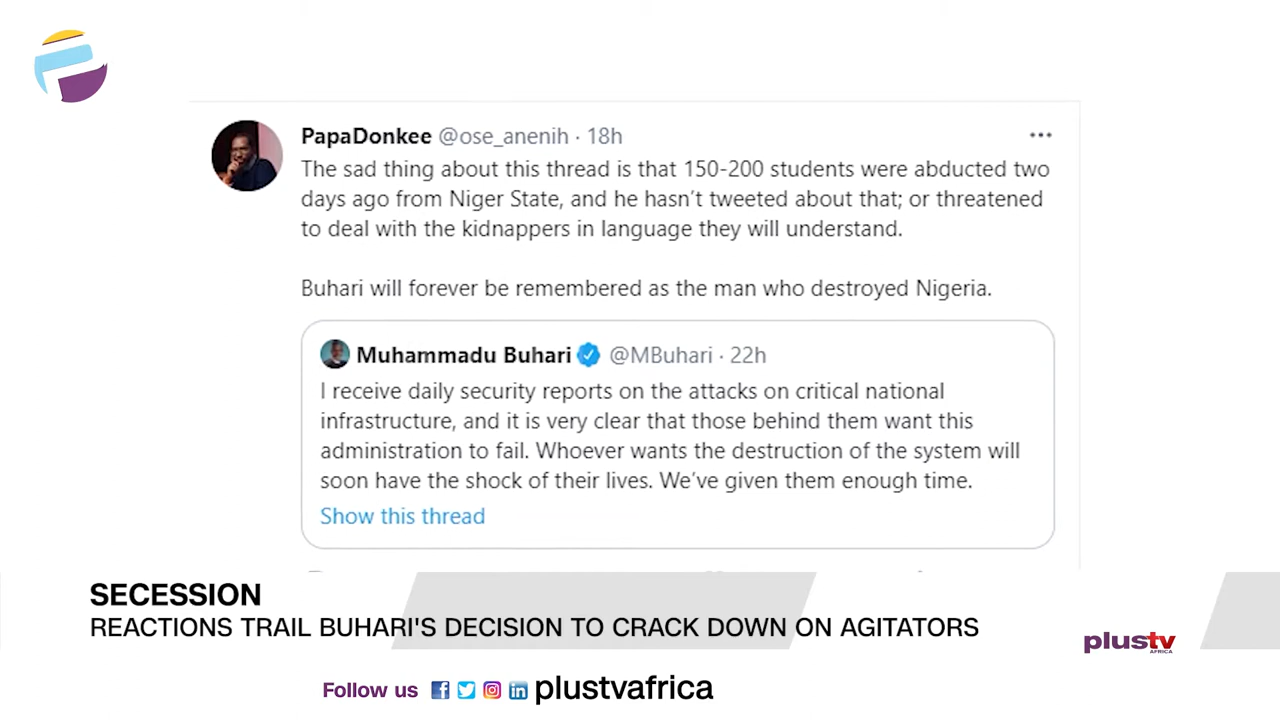 PapaDonkee @ose_anenih · 18h
The sad thing about this thread is that 150-200 students were abducted two
days ago from Niger State, and he hasn't tweeted about that; or threatened
to deal with the kidnappers in language they will understand.
Buhari will forever be remembered as the man who destroyed Nigeria.
Muhammadu Buhari @MBuhari · 22h
I receive daily security reports on the attacks on critical national
infrastructure, and it is very clear that those behind them want this
administration to fail. Whoever wants the destruction of the system will
soon have the shock of their lives. We've given them enough time.
Show this thread
SECESSION
REACTIONS TRAIL BUHARI'S DECISION TO CRACK DOWN ON AGITATORS
plustv
AFRICA
Follow us plustvafrica